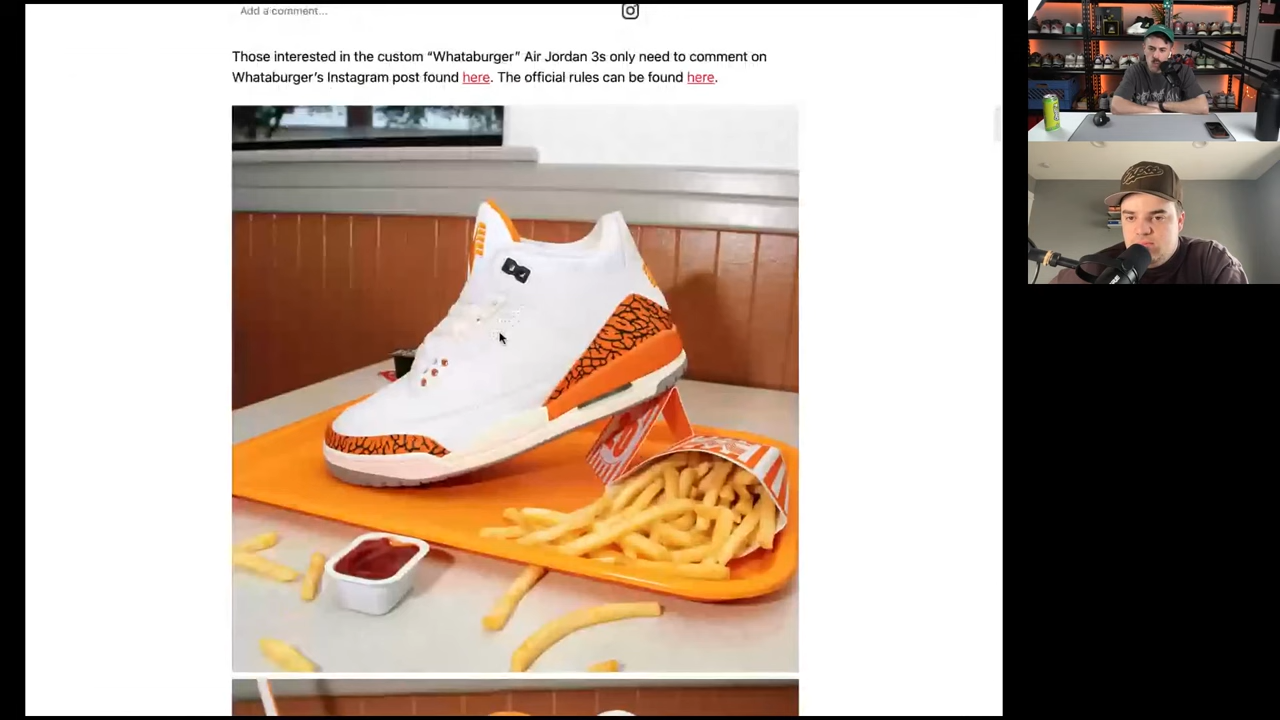 Add a comment...
Those interested in the custom “Whataburger” Air Jordan 3s only need to comment on
Whataburger’s Instagram post found here. The official rules can be found here.